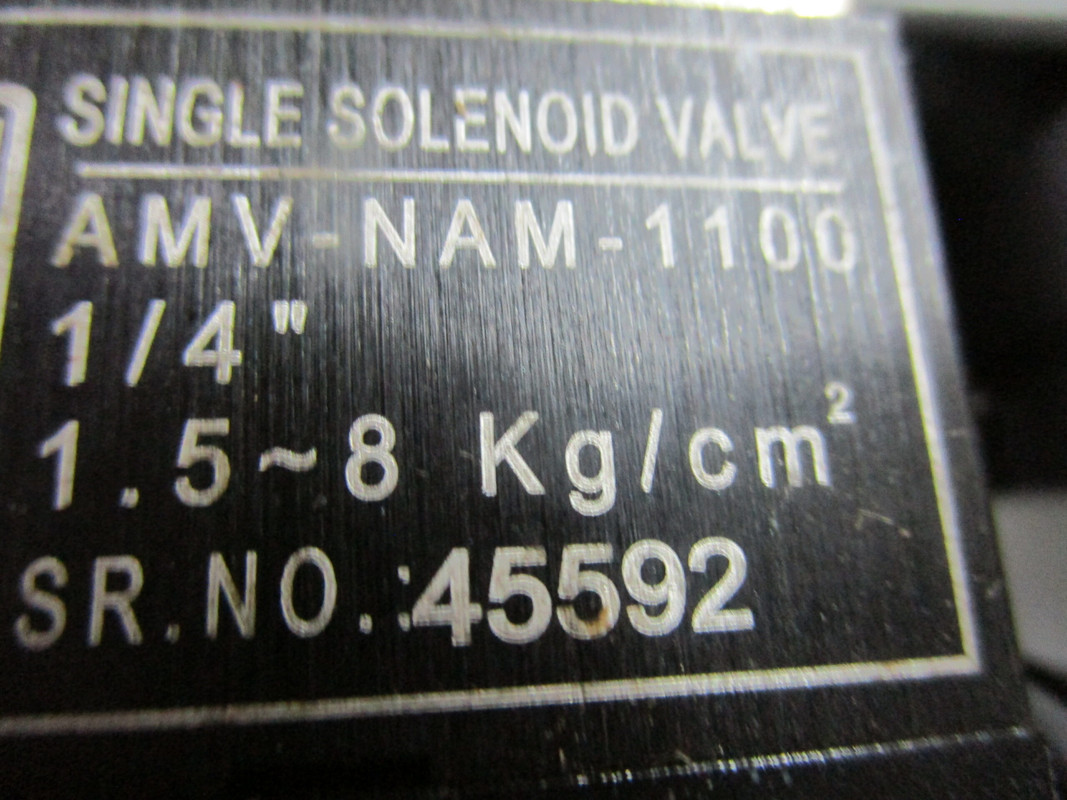 SINGLE SOLENOID VALVE
AMV-NAM-1100
1/4"
1.5~8 Kg/cm²
SR.NO.:45592